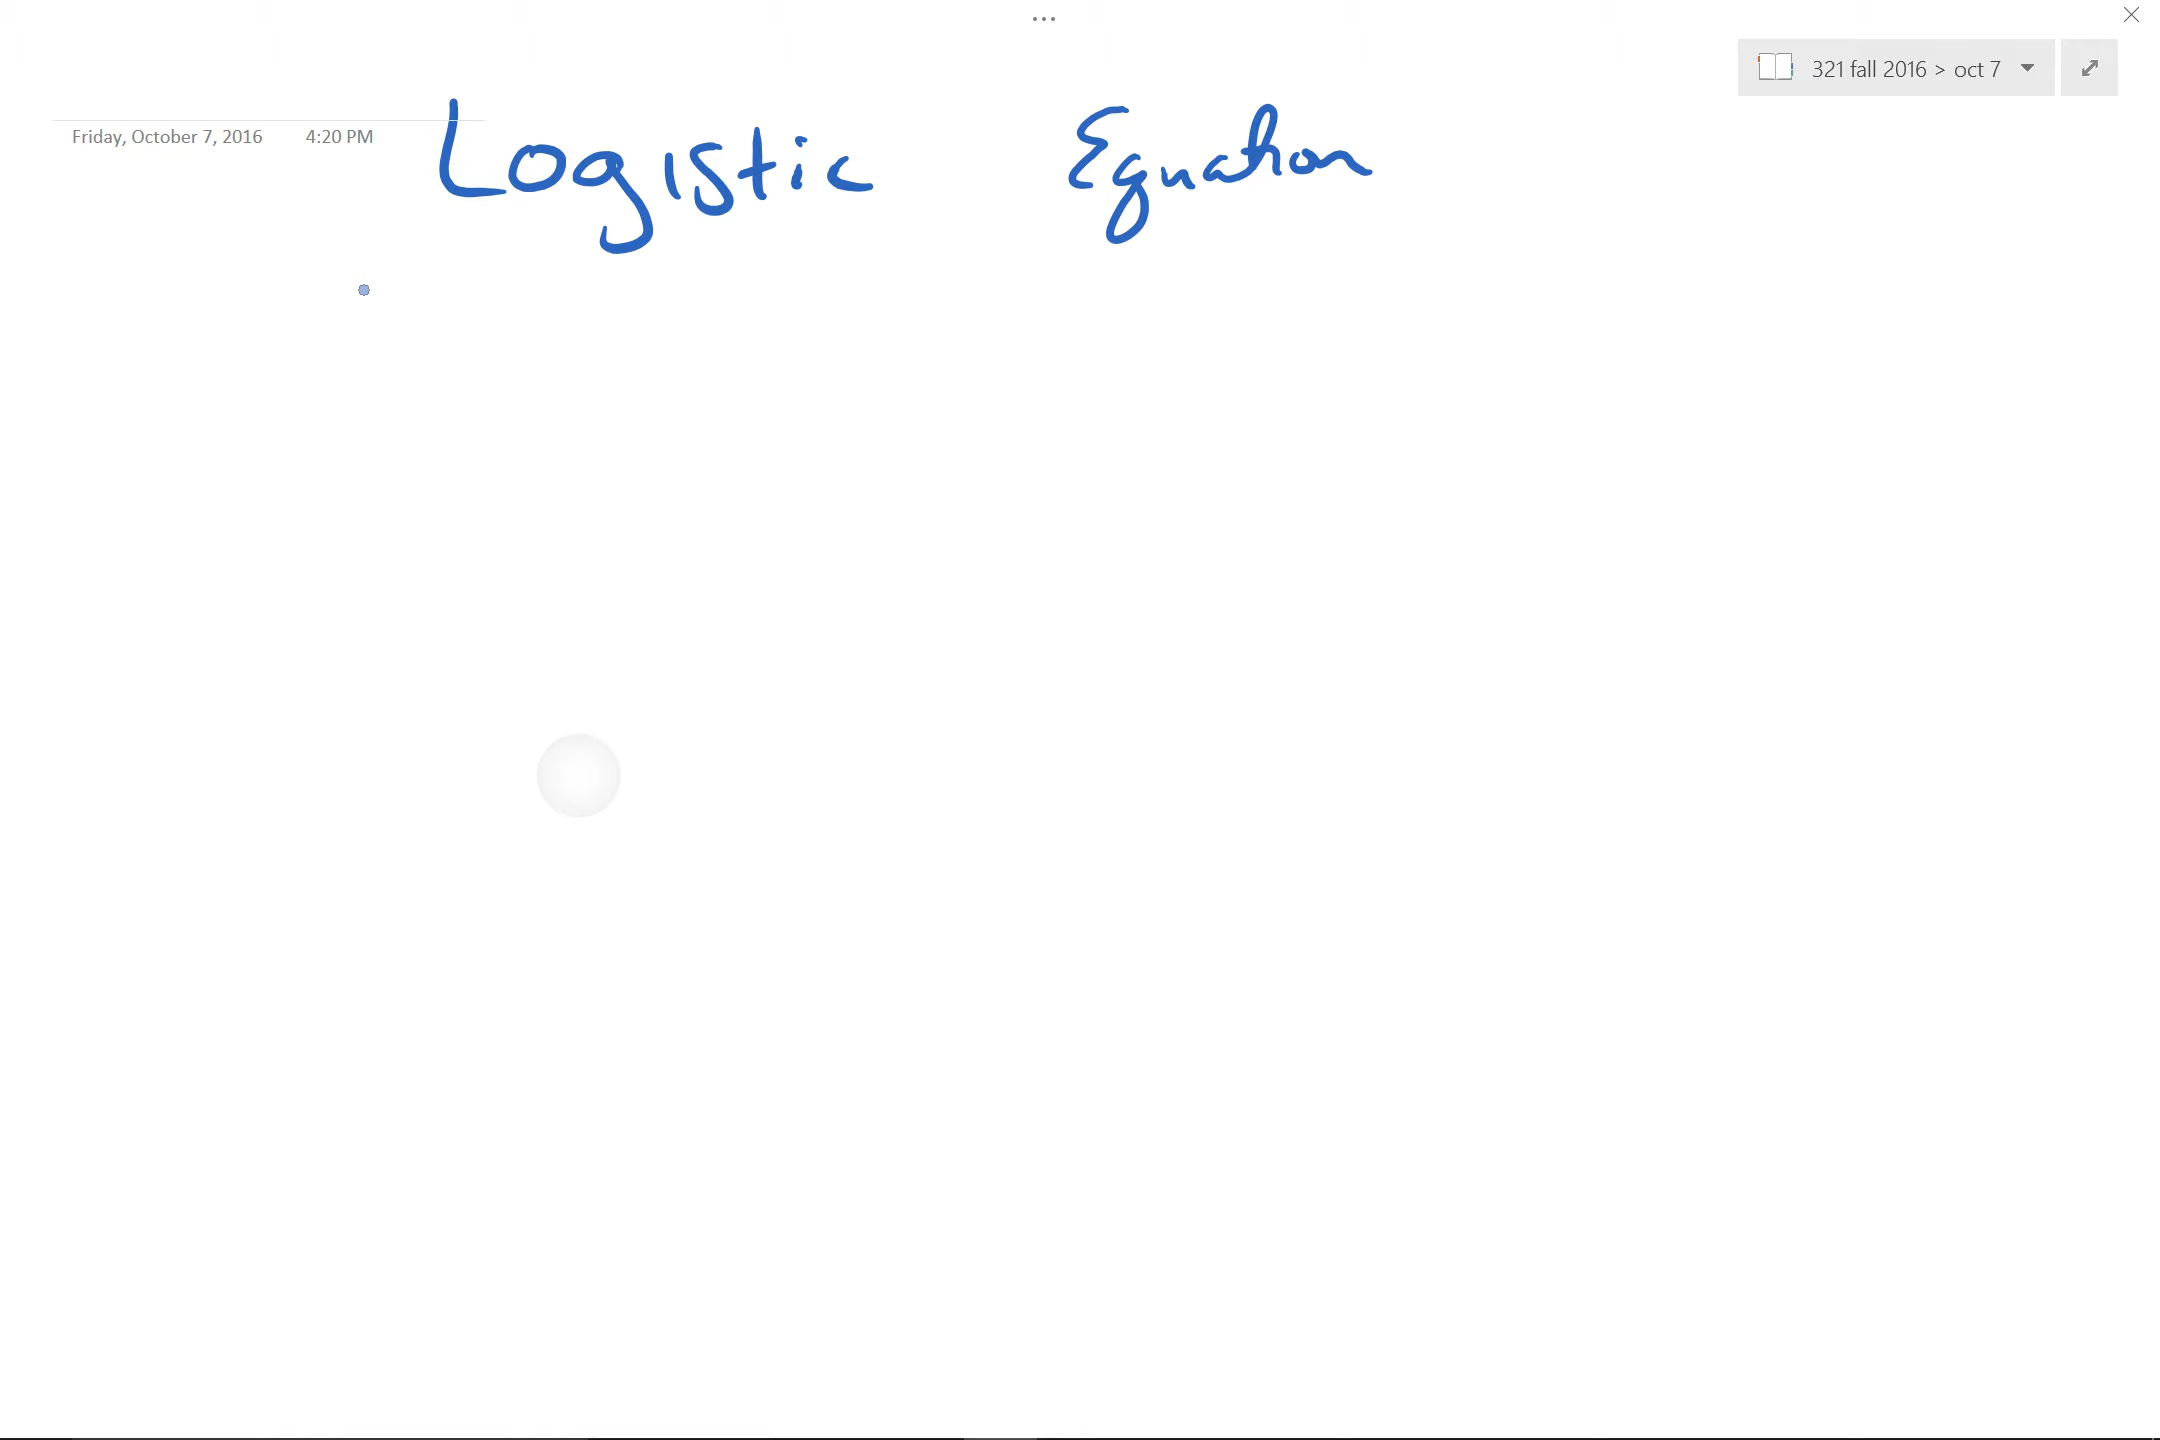 321 fall 2016 > oct 7
Logistic Equation
Friday, October 7, 2016 4:20 PM